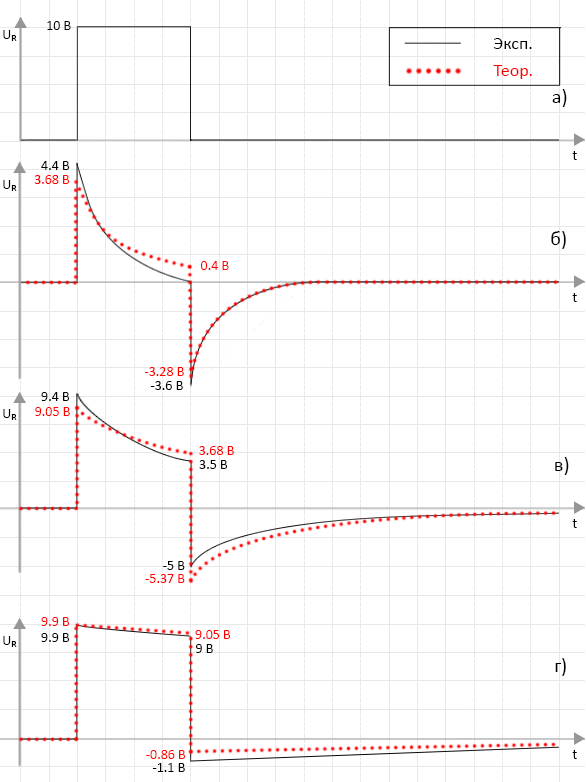 10 В
U_R
Эксп.
Теор.
а)
t
4.4 В
3.68 В
U_R
б)
0.4 В
t
-3.28 В
-3.6 В
9.4 В
9.05 В
U_R
3.68 В
3.5 В
в)
t
-5 В
-5.37 В
9.9 В
9.9 В
U_R
9.05 В
9 В
г)
t
-0.86 В
-1.1 В